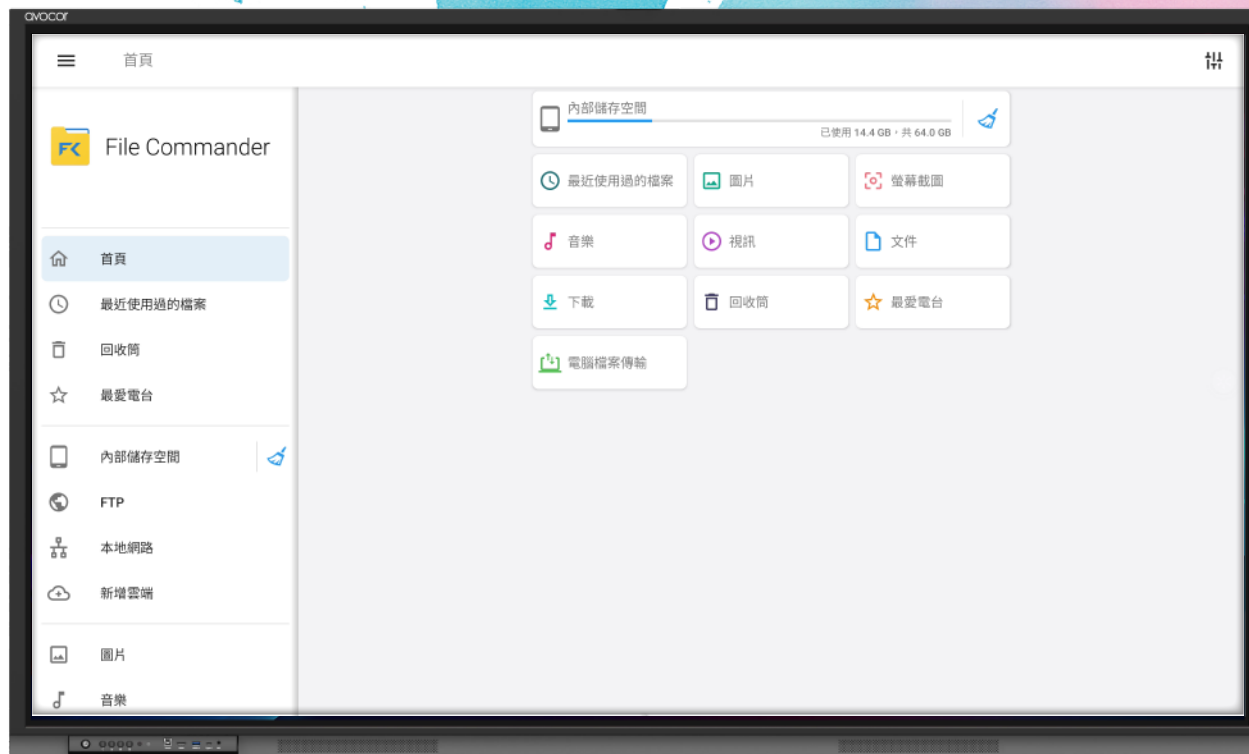 avocor
首頁
File Commander
首頁
最近使用過的檔案
回收筒
最愛電台
內部儲存空間
FTP
本地網路
新增雲端
圖片
音樂
內部儲存空間
已使用 14.4 GB，共 64.0 GB
最近使用過的檔案
圖片
螢幕截圖
音樂
視訊
文件
下載
回收筒
最愛電台
電腦檔案傳輸